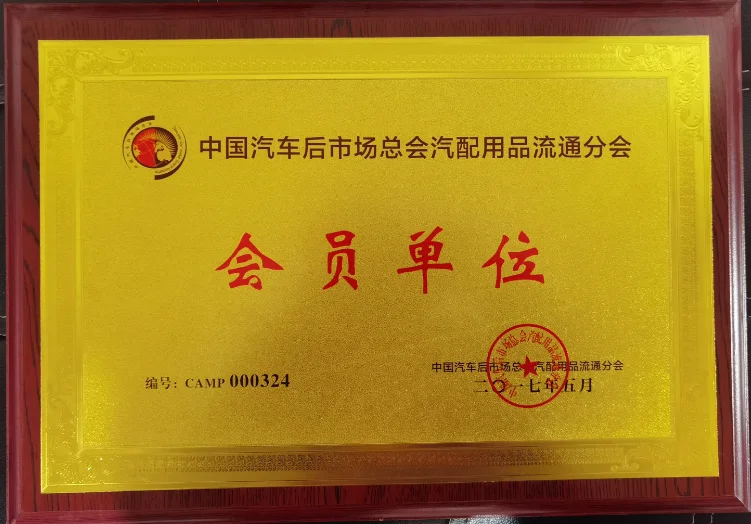 中国汽车后市场总会汽配用品流通分会
会员单位
编号：CAMP 000324
中国汽车后市场总会汽配用品流通分会
二〇一七年五月